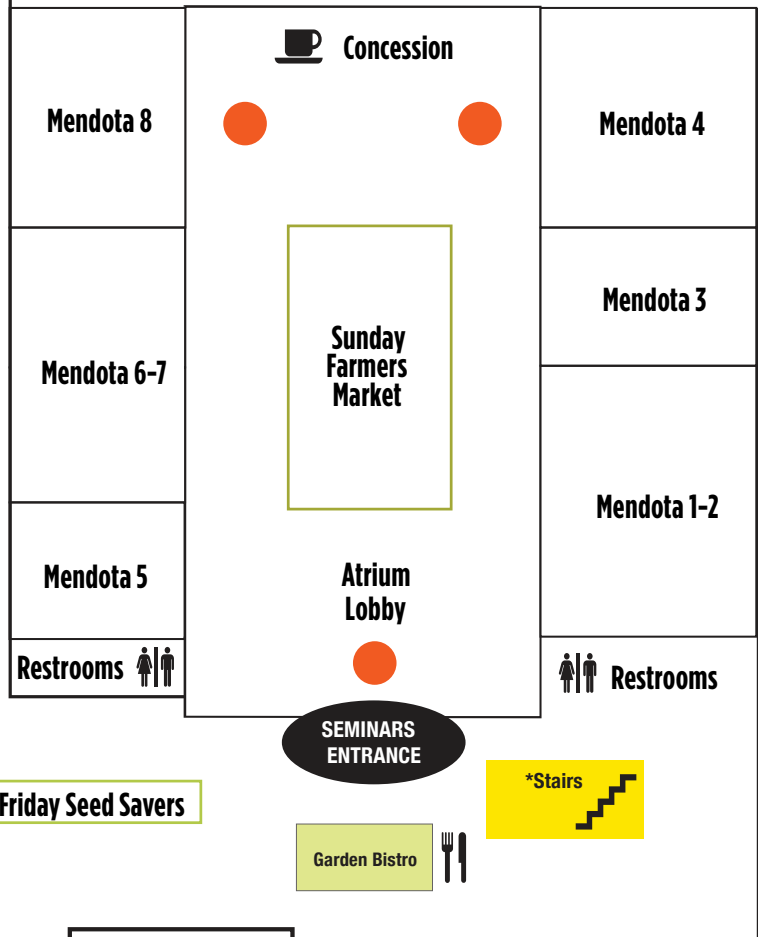 Concession
Mendota 8
Mendota 4
Mendota 3
Sunday
Farmers
Market
Mendota 6-7
Mendota 1-2
Mendota 5
Atrium
Lobby
Restrooms
Restrooms
SEMINARS
ENTRANCE
*Stairs
Friday Seed Savers
Garden Bistro